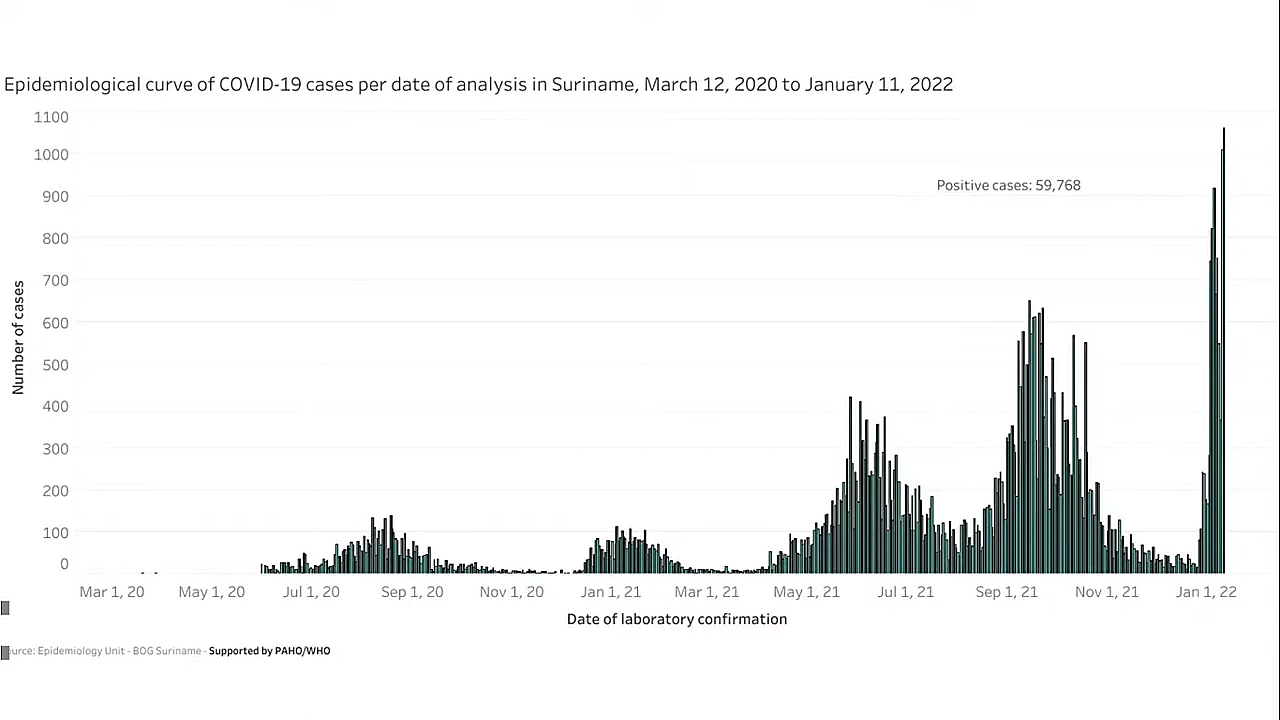 Epidemiological curve of COVID-19 cases per date of analysis in Suriname, March 12, 2020 to January 11, 2022
1100
1000
900
800
700
600
500
400
300
200
100
0
Number of cases
Positive cases: 59,768
Mar 1, 20 May 1, 20 Jul 1, 20 Sep 1, 20 Nov 1, 20 Jan 1, 21 Mar 1, 21 May 1, 21 Jul 1, 21 Sep 1, 21 Nov 1, 21 Jan 1, 22
Date of laboratory confirmation
ource: Epidemiology Unit - BOG Suriname - Supported by PAHO/WHO